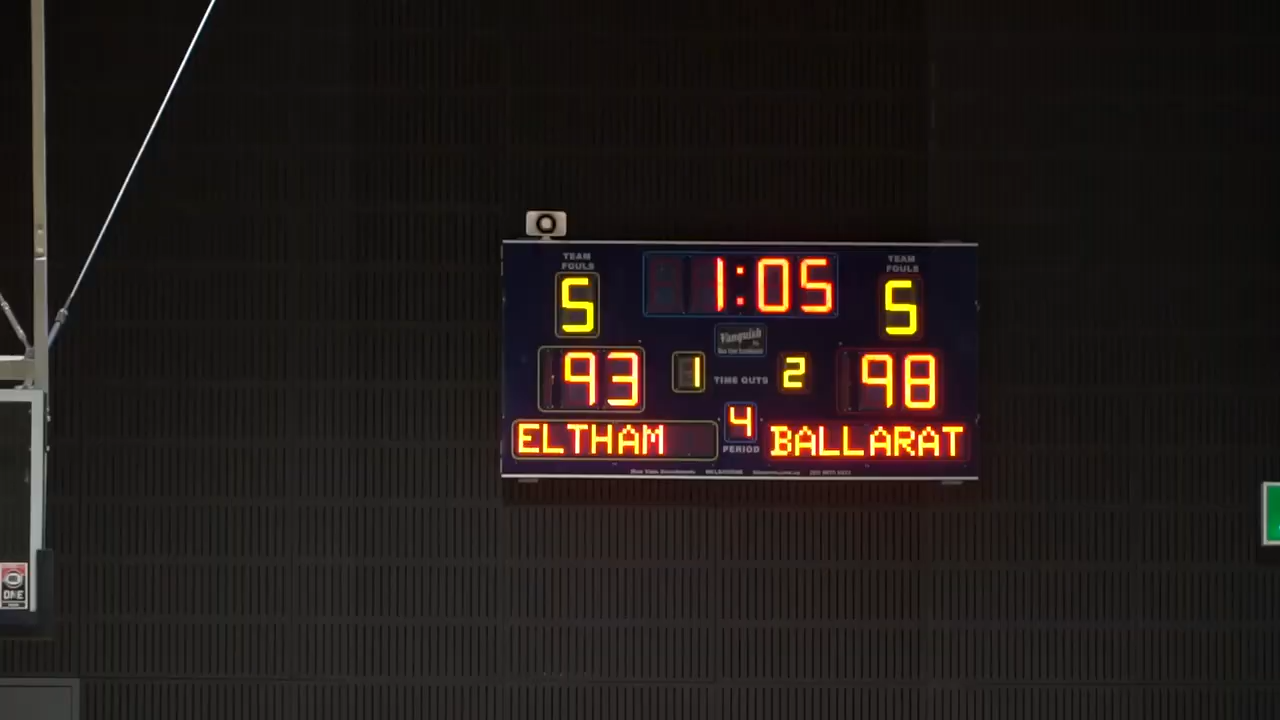 TEAM FOULS
5
1:05
TEAM FOULS
5
Vanquish
93
1
TIME OUTS
2
98
4
PERIOD
ELTHAM
BALLARAT
ONE